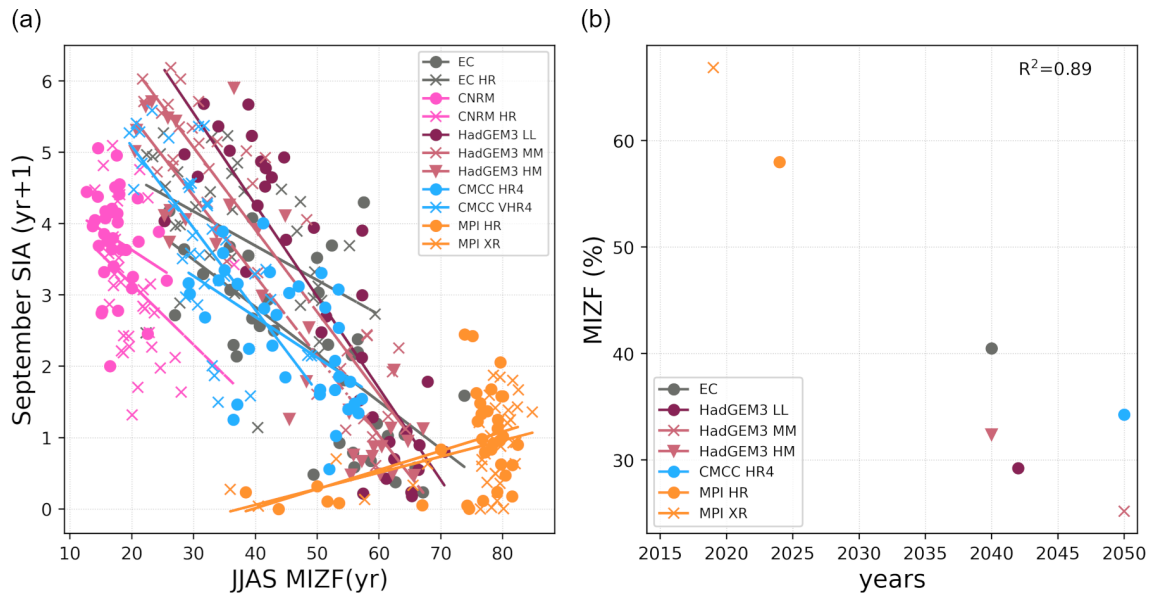 (a)
September SIA (yr+1)
6
5
4
3
2
1
0
10 20 30 40 50 60 70 80
JJAS MIZF(yr)
EC
EC HR
CNRM
CNRM HR
HadGEM3 LL
HadGEM3 MM
HadGEM3 HM
CMCC HR4
CMCC VHR4
MPI HR
MPI XR
(b)
R²=0.89
MIZF (%)
60
50
40
30
EC
HadGEM3 LL
HadGEM3 MM
HadGEM3 HM
CMCC HR4
MPI HR
MPI XR
2015 2020 2025 2030 2035 2040 2045 2050
years